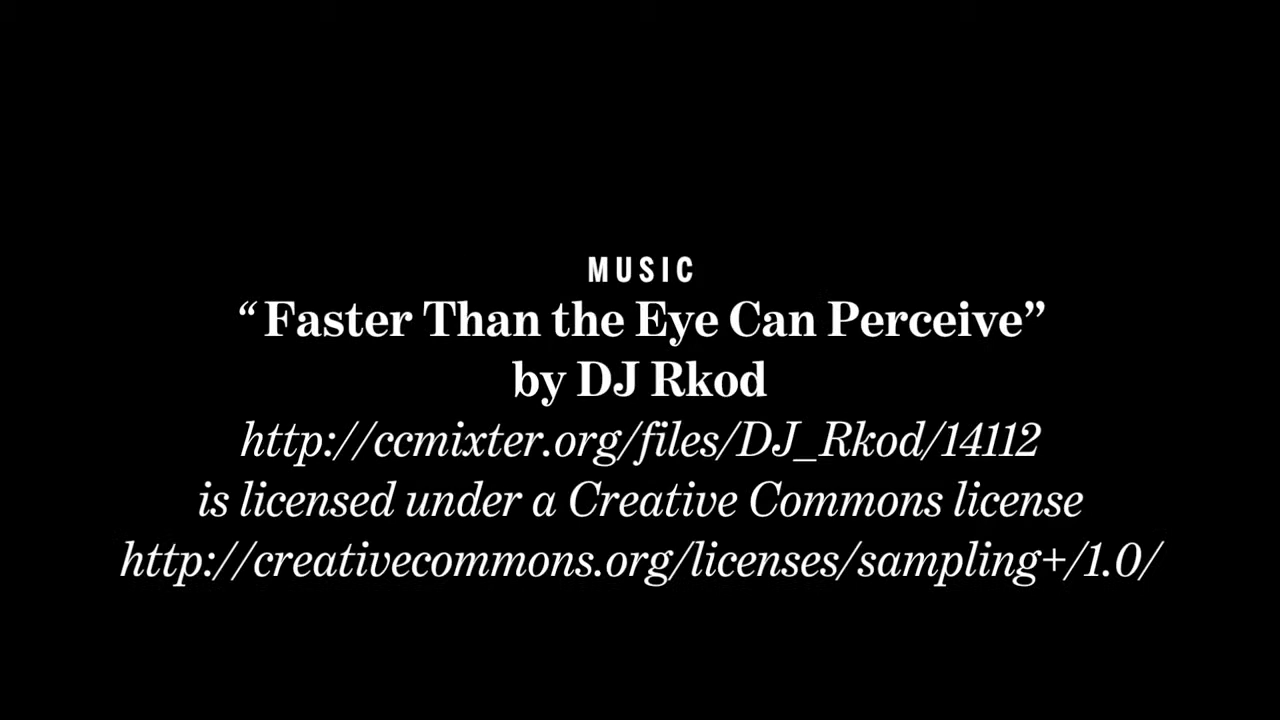 MUSIC
“Faster Than the Eye Can Perceive”
by DJ Rkod
http://ccmixter.org/files/DJ_Rkod/14112
is licensed under a Creative Commons license
http://creativecommons.org/licenses/sampling+/1.0/